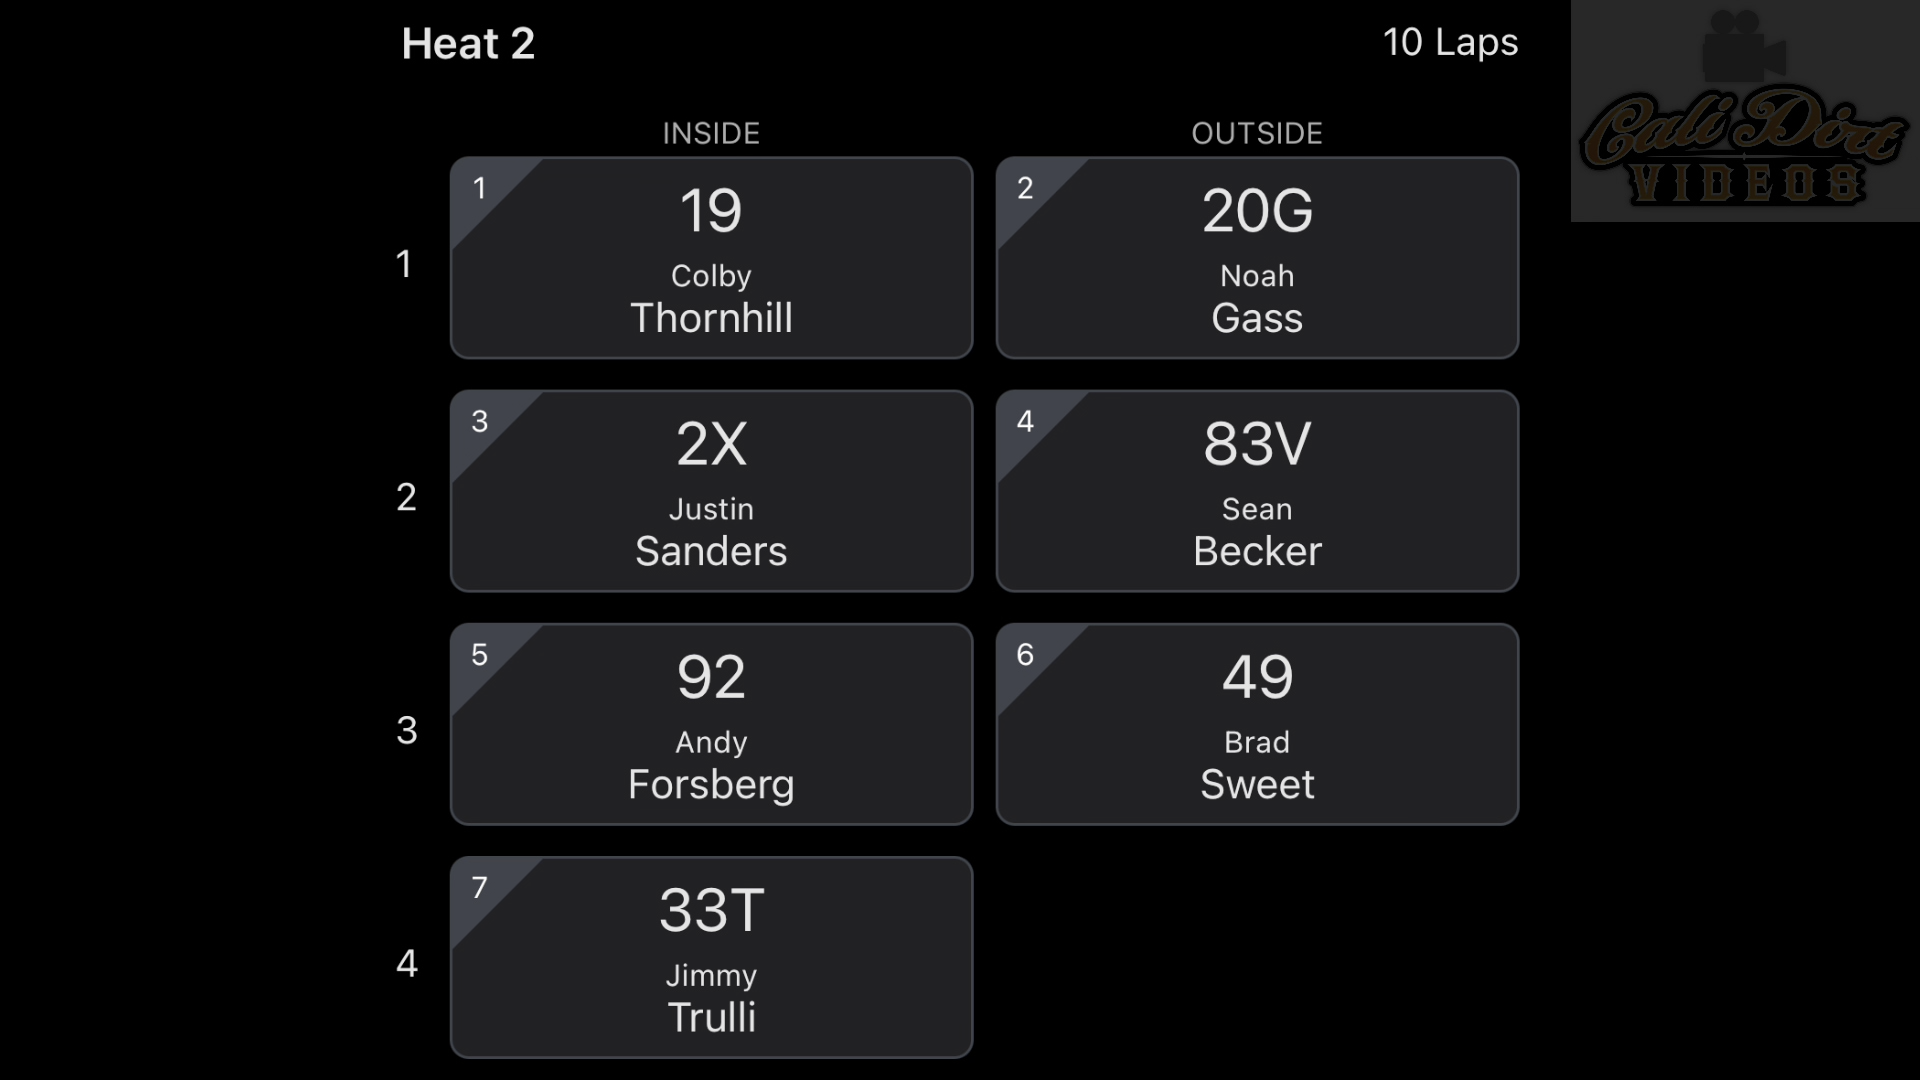 Heat 2
10 Laps
Cali Dirt
VIDEOS
INSIDE
OUTSIDE
1
1
19
Colby
Thornhill
2
20G
Noah
Gass
2
3
2X
Justin
Sanders
4
83V
Sean
Becker
3
5
92
Andy
Forsberg
6
49
Brad
Sweet
4
7
33T
Jimmy
Trulli